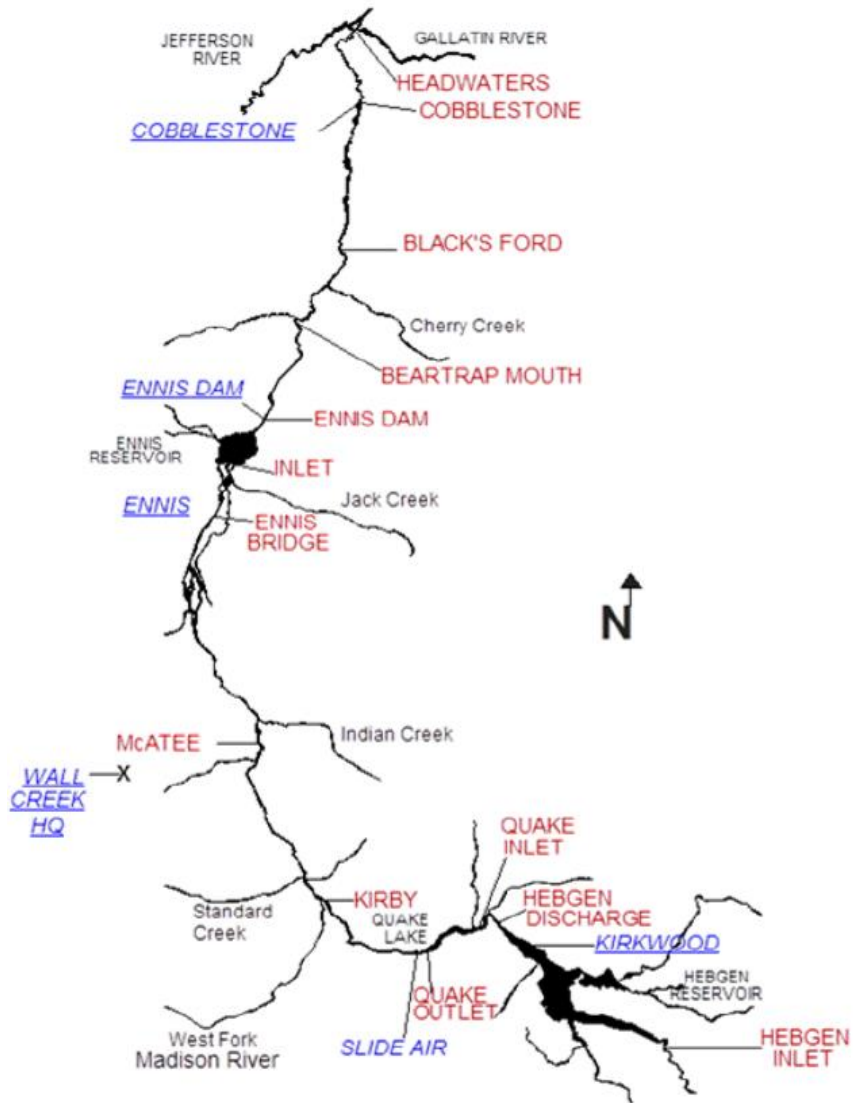 JEFFERSON
RIVER
GALLATIN RIVER
HEADWATERS
COBBLESTONE
COBBLESTONE
BLACK'S FORD
Cherry Creek
BEARTRAP MOUTH
ENNIS DAM
ENNIS DAM
ENNIS
RESERVOIR
INLET
ENNIS
Jack Creek
ENNIS
BRIDGE
N
Indian Creek
McATEE
WALL
CREEK
HQ
X
QUAKE
INLET
KIRBY
HEBGEN
DISCHARGE
Standard
Creek
QUAKE
LAKE
KIRKWOOD
HEBGEN
RESERVOIR
QUAKE
OUTLET
West Fork
Madison River
SLIDE AIR
HEBGEN
INLET